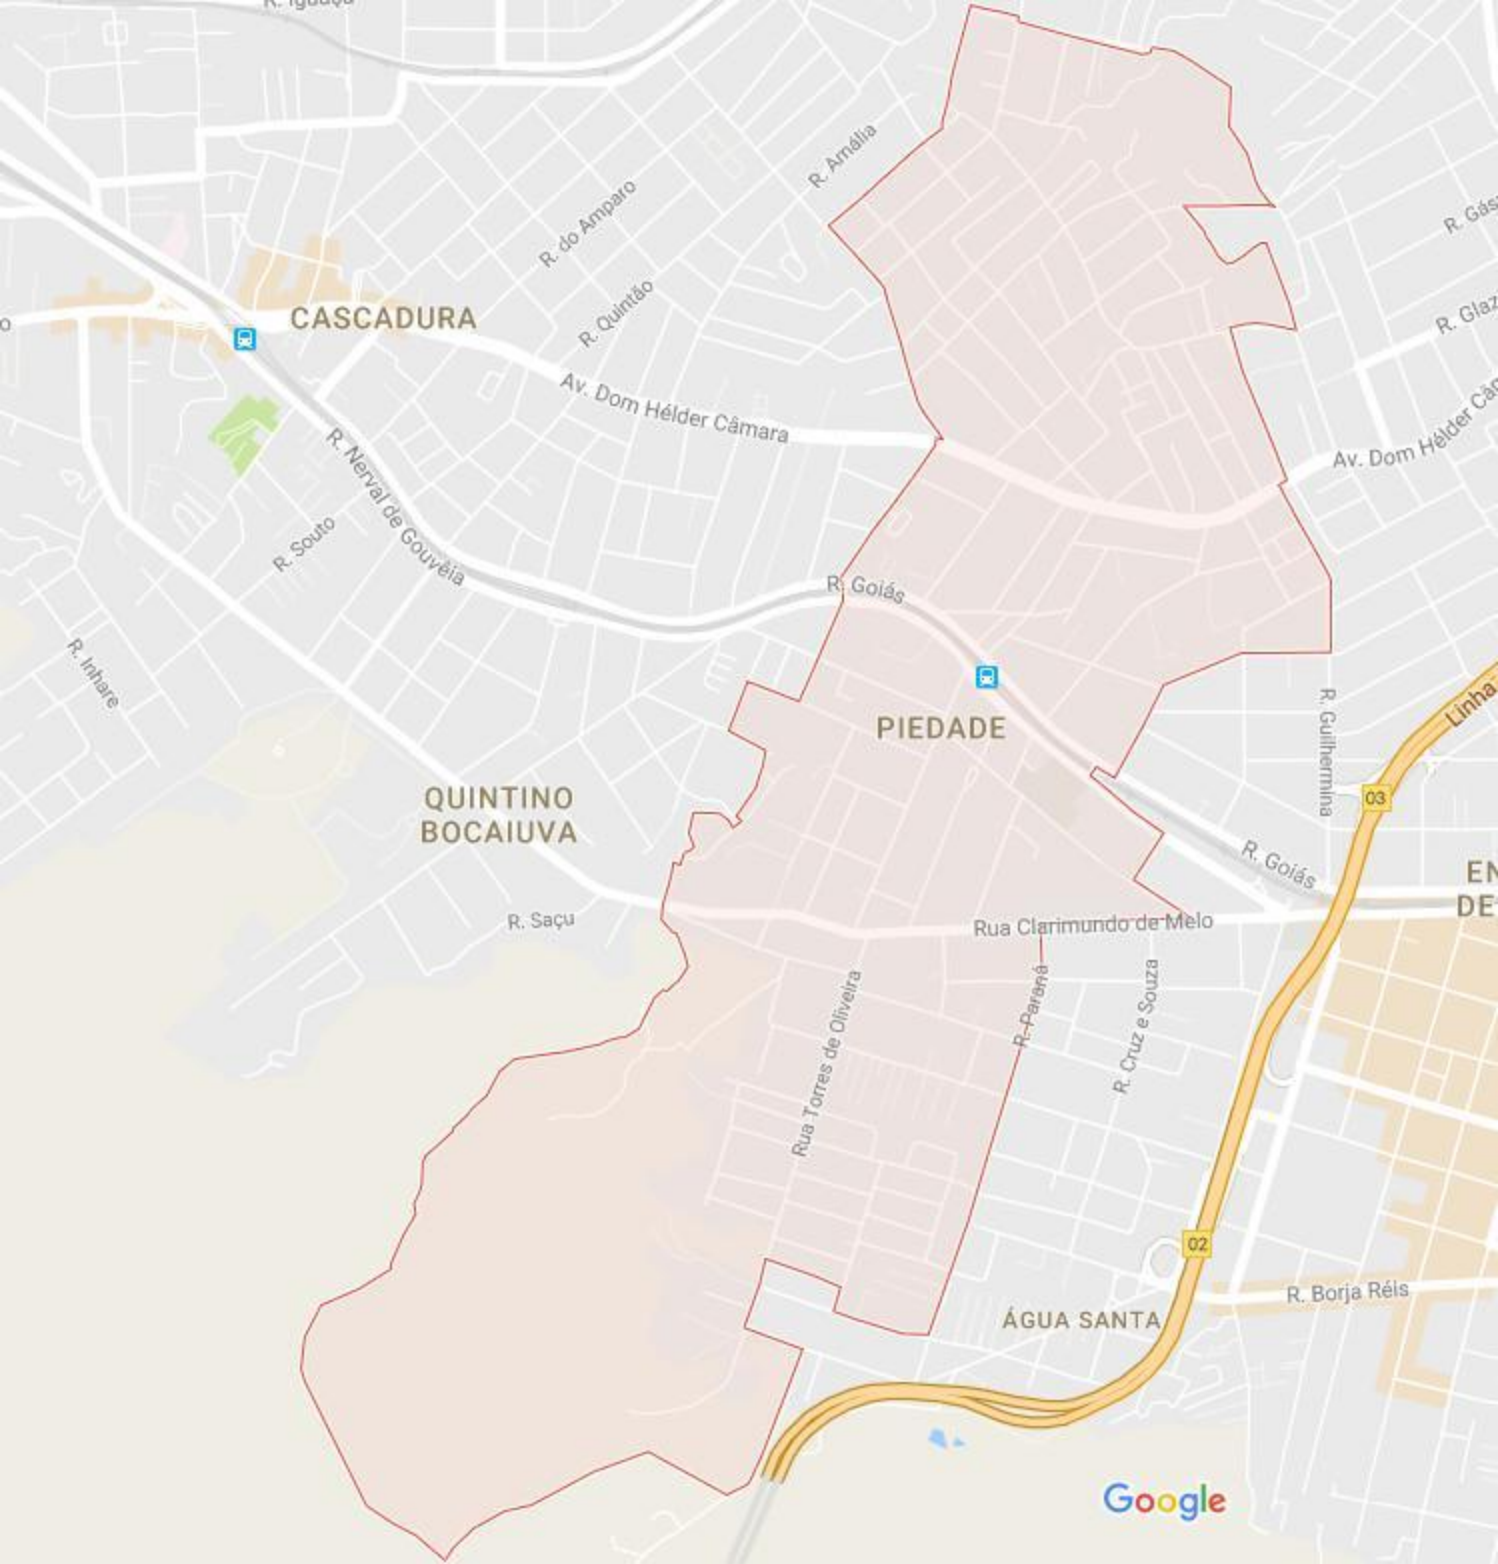 R. Iguaçu
R. Amália
R. do Amparo
R. Gás
R. Quintão
R. Glaz
CASCADURA
o
Av. Dom Hélder Câmara
Av. Dom Hélder Câm
R. Nerval de Gouvêia
R. Souto
R. Goiás
R. Inhare
PIEDADE
R. Guilhermina
Linha
QUINTINO
BOCAIUVA
03
R. Goiás
EN
DE
R. Saçu
Rua Clarimundo de Melo
R. Paraná
R. Cruz e Souza
Rua Torres de Oliveira
02
R. Borja Réis
ÁGUA SANTA
Google